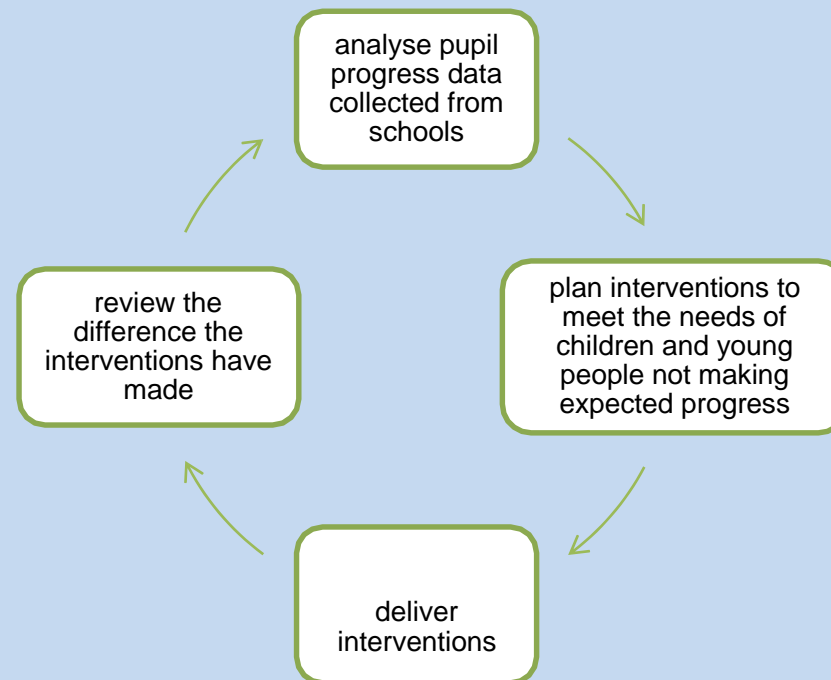 analyse pupil
progress data
collected from
schools
plan interventions to
meet the needs of
children and young
people not making
expected progress
deliver
interventions
review the
difference the
interventions have
made